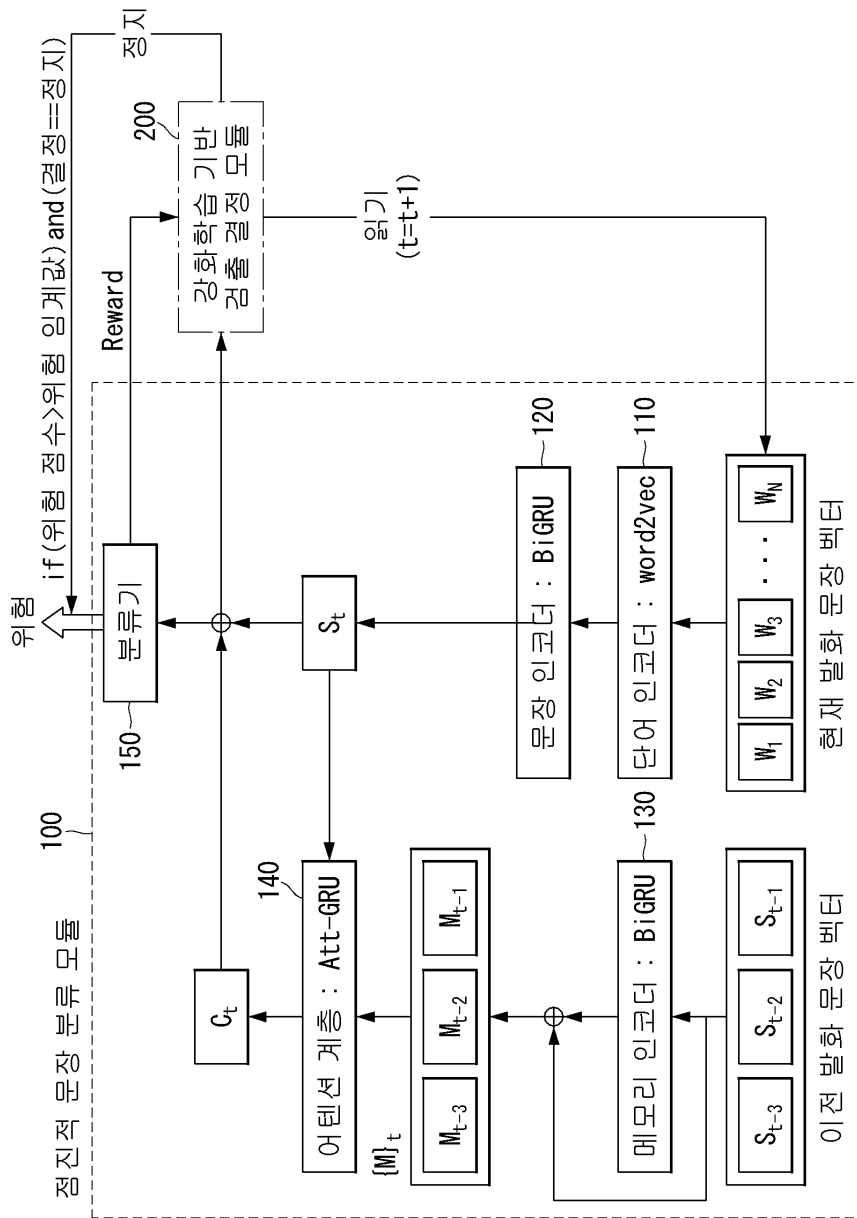 점진적 문장 분류 모듈
100
위험
if(위험 점수>위험 임계값)and(결정==정지)
정지
분류기
150
Reward
강화학습 기반
검출 결정 모듈
200
읽기
(t=t+1)
C_t
S_t
어텐션 계층 : Att-GRU
140
{M}_t
M_{t-3}
M_{t-2}
M_{t-1}
문장 인코더 : BiGRU
120
메모리 인코더 : BiGRU
130
단어 인코더 : word2vec
110
S_{t-3}
S_{t-2}
S_{t-1}
이전 발화 문장 벡터
W_1
W_2
W_3
···
W_N
현재 발화 문장 벡터